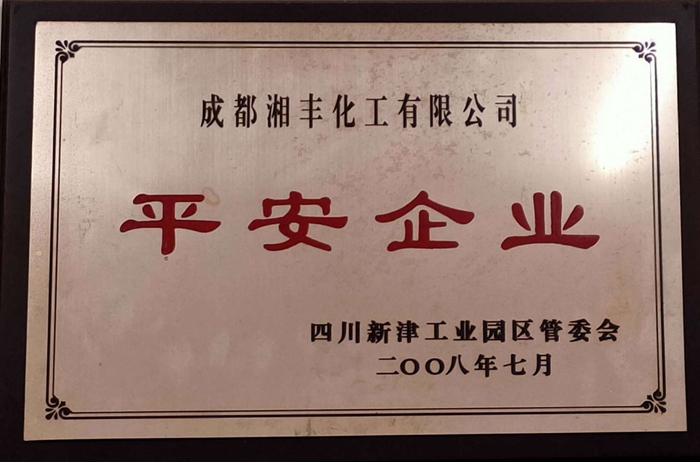 成都湘丰化工有限公司
平安企业
四川新津工业园区管委会
二〇〇八年七月